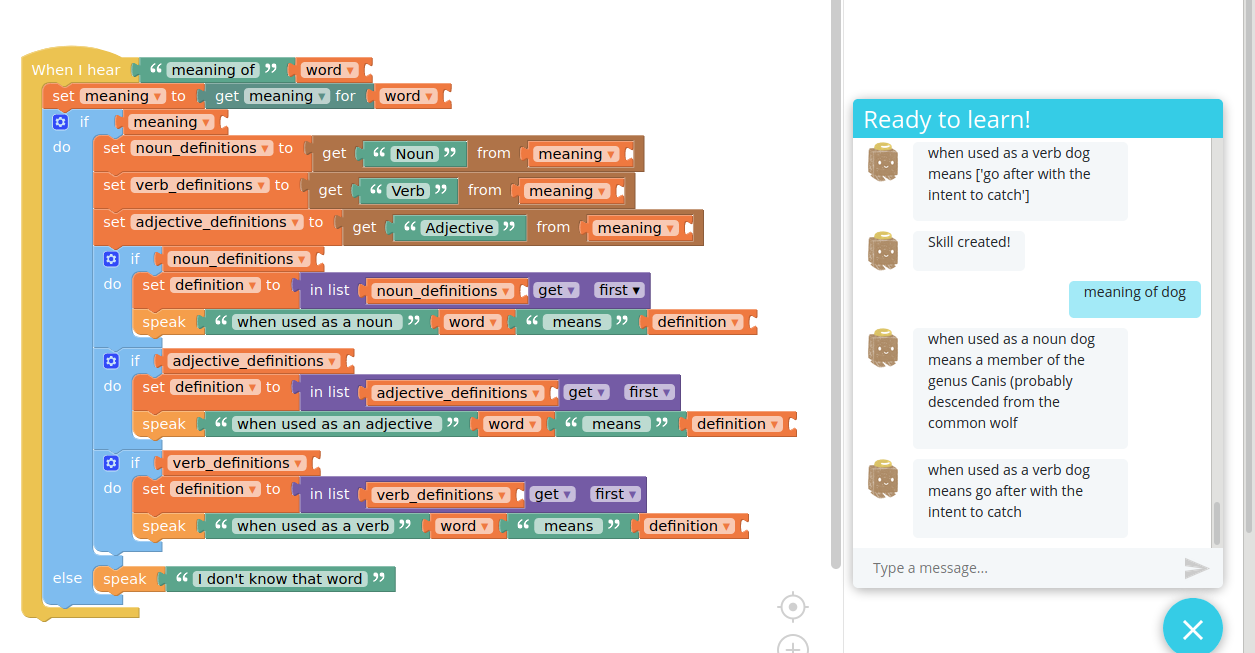 When I hear “ meaning of ” word
set meaning to get meaning for word
if meaning
do set noun_definitions to get “ Noun ” from meaning
set verb_definitions to get “ Verb ” from meaning
set adjective_definitions to get “ Adjective ” from meaning
if noun_definitions
do set definition to in list noun_definitions get first
speak “ when used as a noun ” word “ means ” definition
if adjective_definitions
do set definition to in list adjective_definitions get first
speak “ when used as an adjective ” word “ means ” definition
if verb_definitions
do set definition to in list verb_definitions get first
speak “ when used as a verb ” word “ means ” definition
else speak “ I don't know that word ”
Ready to learn!
when used as a verb dog
means ['go after with the
intent to catch']
Skill created!
meaning of dog
when used as a noun dog
means a member of the
genus Canis (probably
descended from the
common wolf
when used as a verb dog
means go after with the
intent to catch
Type a message...